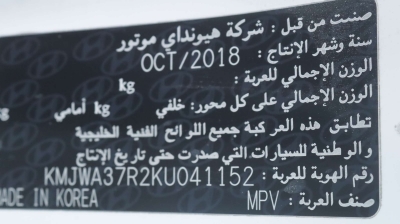 صنعت من قبل : شركة هيونداي موتور
سنة وشهر الإنتاج : OCT/2018
الوزن الإجمالي للعربة : kg
الوزن الإجمالي على كل محور: خلفي kg أمامي kg
تطابق هذه المركبة جميع اللوائح الفنية الخليجية
والوطنية للسيارات التي صدرت حتى تاريخ الإنتاج
رقم الهوية للعربة : KMJWA37R2KU041152
صنف العربة : MPV MADE IN KOREA